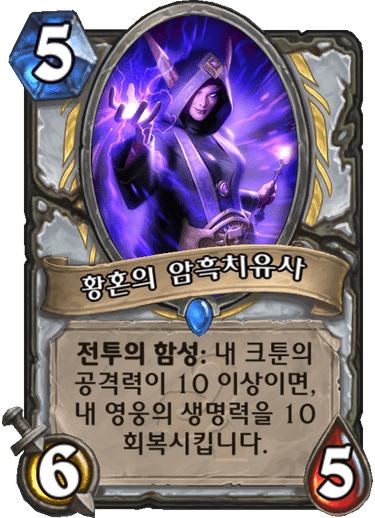 5
황혼의 암흑치유사
전투의 함성: 내 크툰의
공격력이 10 이상이면,
내 영웅의 생명력을 10
회복시킵니다.
6
5